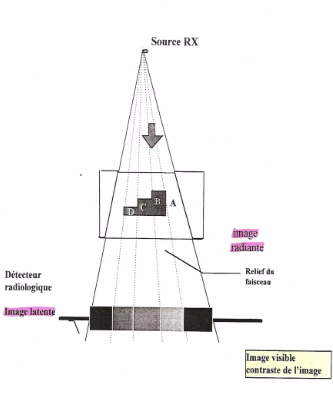 Source RX
B
A
C
D
image
radiante
Relief du
faisceau
Détecteur
radiologique
Image latente
Image visible
contraste de l'image